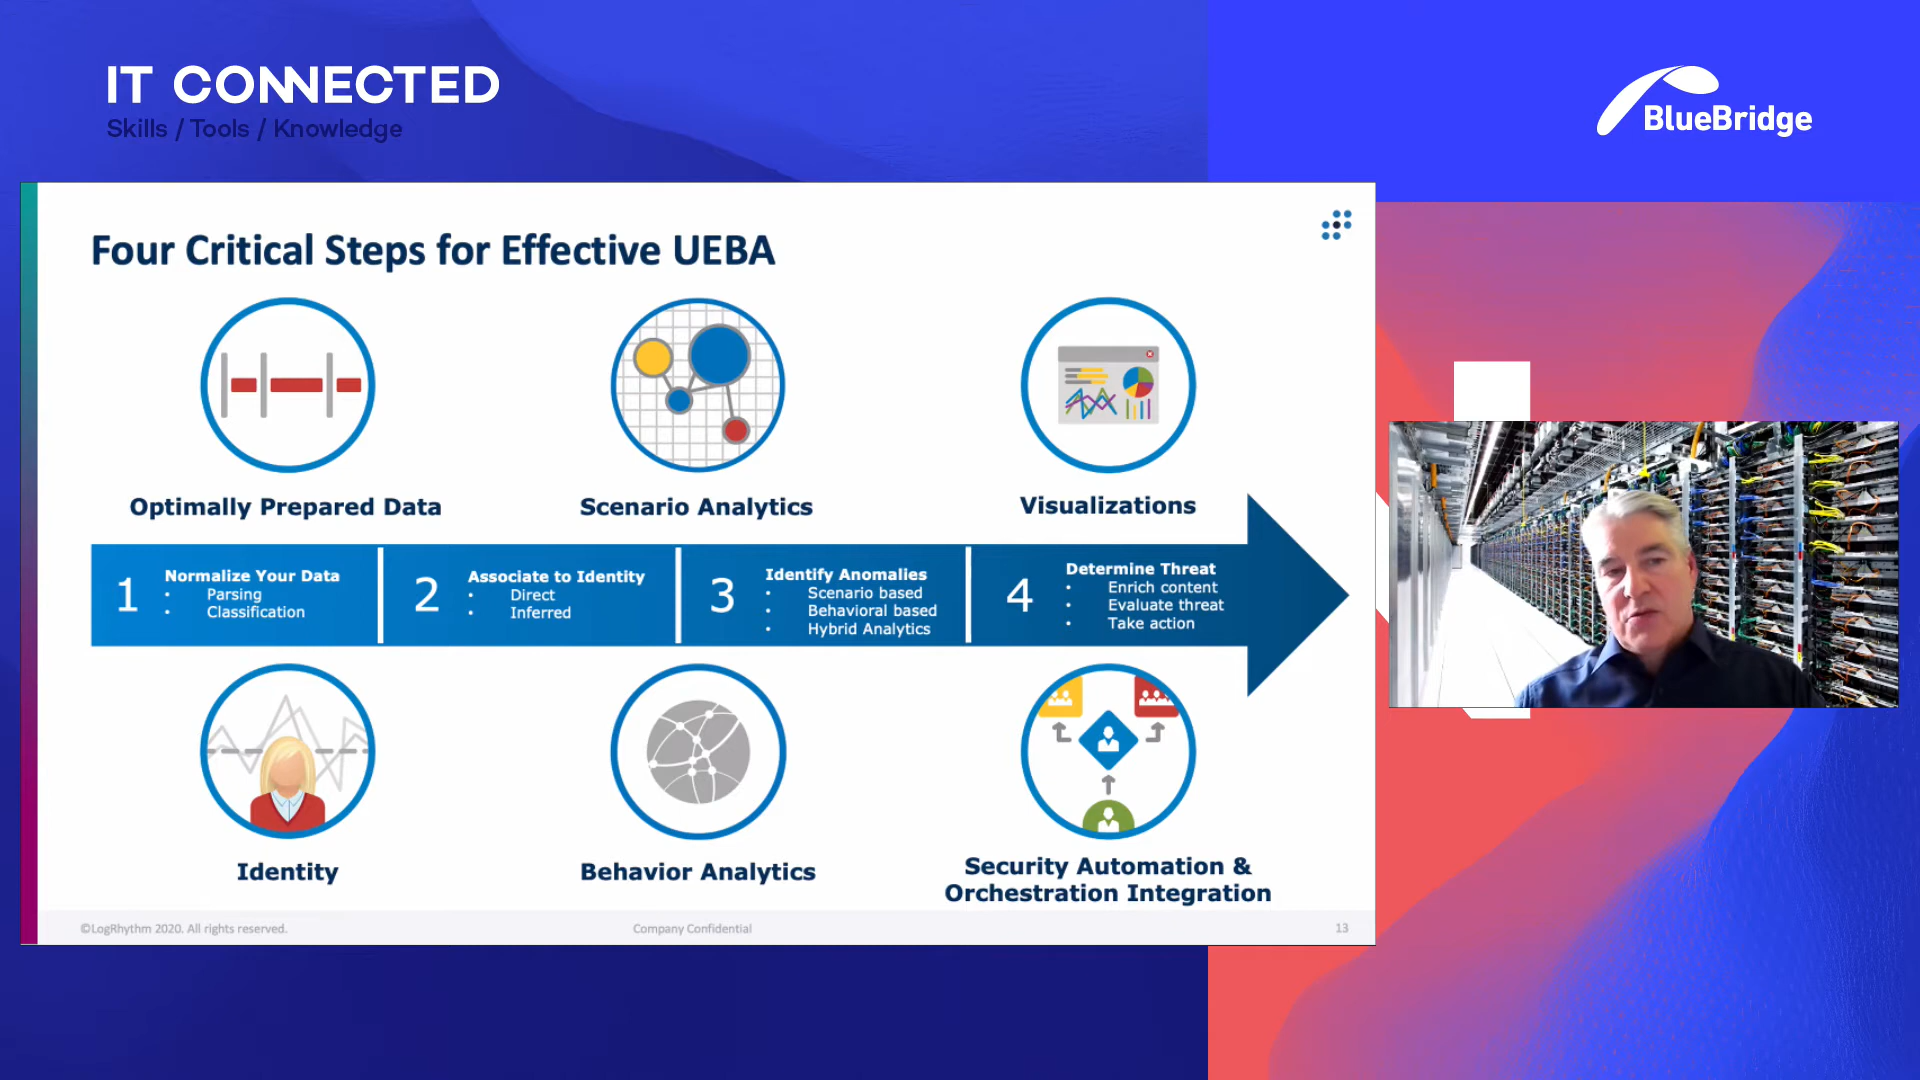 IT CONNECTED
Skills / Tools / Knowledge
BlueBridge
Four Critical Steps for Effective UEBA
Optimally Prepared Data
Scenario Analytics
Visualizations
1
Normalize Your Data
• Parsing
• Classification
2
Associate to Identity
• Direct
• Inferred
3
Identify Anomalies
• Scenario based
• Behavioral based
• Hybrid Analytics
4
Determine Threat
• Enrich content
• Evaluate threat
• Take action
Identity
Behavior Analytics
Security Automation &
Orchestration Integration
©LogRhythm 2020. All rights reserved.
Company Confidential
13